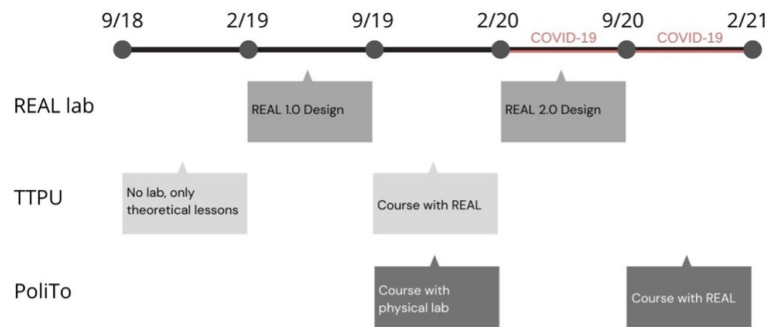 9/18 2/19 9/19 2/20 9/20 2/21
COVID-19 COVID-19
REAL lab
REAL 1.0 Design
REAL 2.0 Design
TTPU
No lab, only
theoretical lessons
Course with REAL
PoliTo
Course with
physical lab
Course with REAL